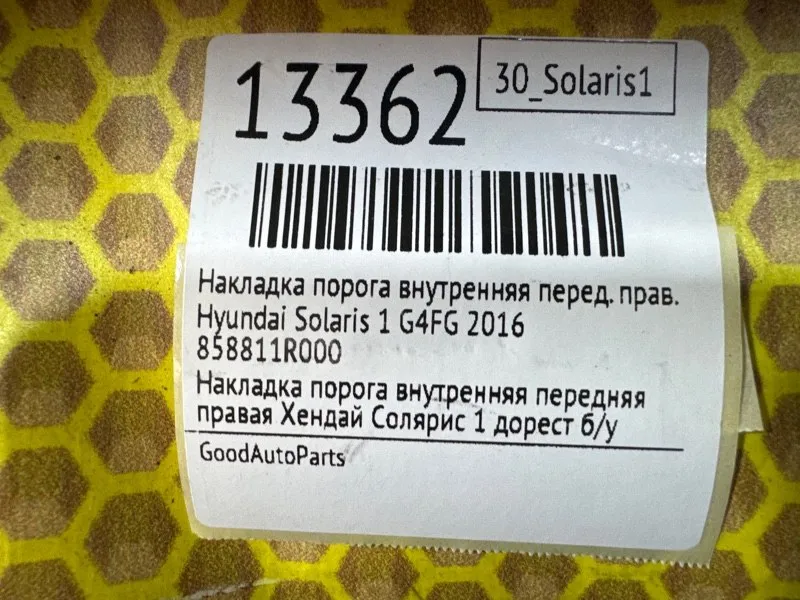 13362
30_Solaris1
Накладка порога внутренняя перед. прав.
Hyundai Solaris 1 G4FG 2016
858811R000
Накладка порога внутренняя передняя
правая Хендай Солярис 1 дорест б/у
GoodAutoParts